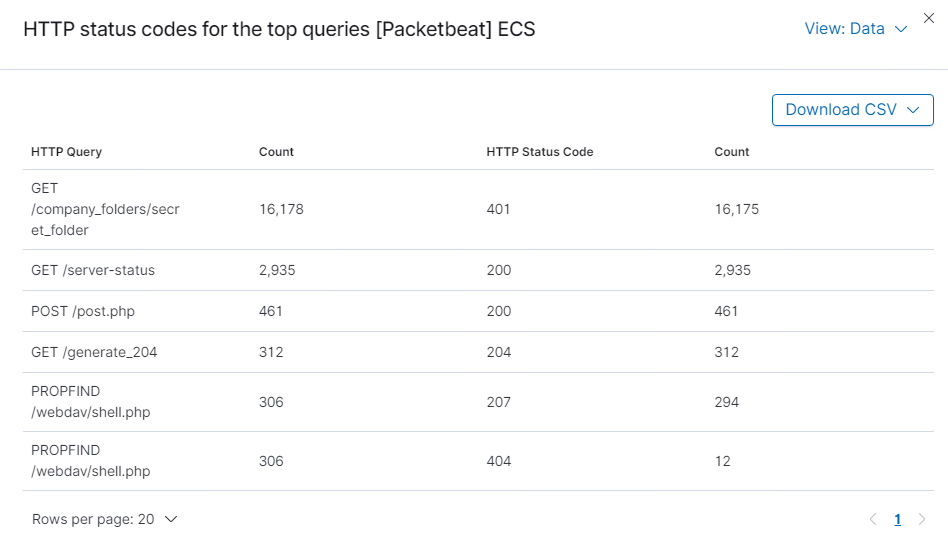 HTTP status codes for the top queries [Packetbeat] ECS
View: Data
Download CSV
HTTP Query Count HTTP Status Code Count
GET
/company_folders/secr
et_folder
16,178 401 16,175
GET /server-status 2,935 200 2,935
POST /post.php 461 200 461
GET /generate_204 312 204 312
PROPFIND
/webdav/shell.php
306 207 294
PROPFIND
/webdav/shell.php
306 404 12
Rows per page: 20
1